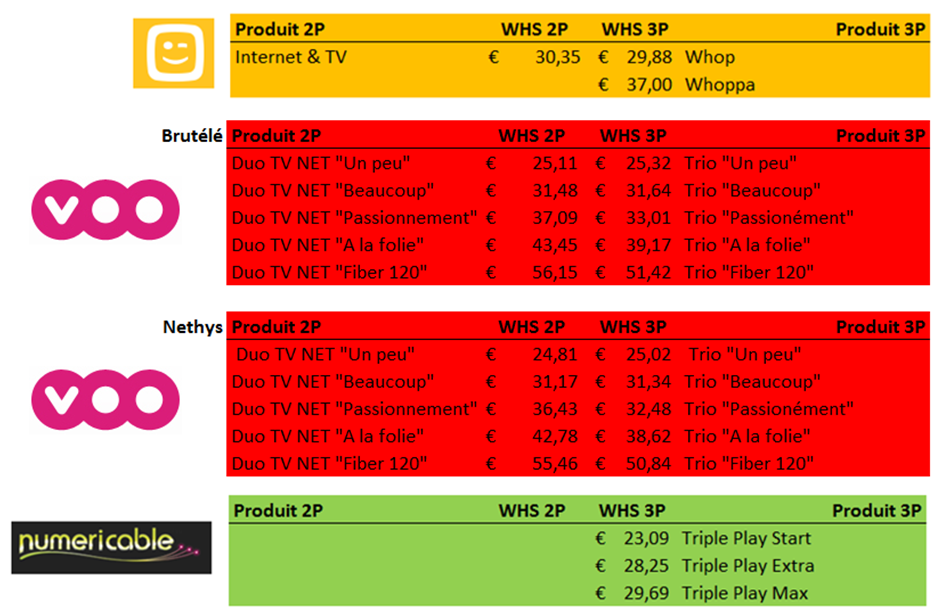 Produit 2P WHS 2P WHS 3P Produit 3P
Internet & TV € 30,35 € 29,88 Whop
€ 37,00 Whoppa
Brutélé Produit 2P WHS 2P WHS 3P Produit 3P
Duo TV NET "Un peu" € 25,11 € 25,32 Trio "Un peu"
Duo TV NET "Beaucoup" € 31,48 € 31,64 Trio "Beaucoup"
voo
Duo TV NET "Passionnement" € 37,09 € 33,01 Trio "Passionément"
Duo TV NET "A la folie" € 43,45 € 39,17 Trio "A la folie"
Duo TV NET "Fiber 120" € 56,15 € 51,42 Trio "Fiber 120"
Nethys Produit 2P WHS 2P WHS 3P Produit 3P
Duo TV NET "Un peu" € 24,81 € 25,02 Trio "Un peu"
Duo TV NET "Beaucoup" € 31,17 € 31,34 Trio "Beaucoup"
voo
Duo TV NET "Passionnement" € 36,43 € 32,48 Trio "Passionément"
Duo TV NET "A la folie" € 42,78 € 38,62 Trio "A la folie"
Duo TV NET "Fiber 120" € 55,46 € 50,84 Trio "Fiber 120"
Produit 2P WHS 2P WHS 3P Produit 3P
numericable
€ 23,09 Triple Play Start
€ 28,25 Triple Play Extra
€ 29,69 Triple Play Max